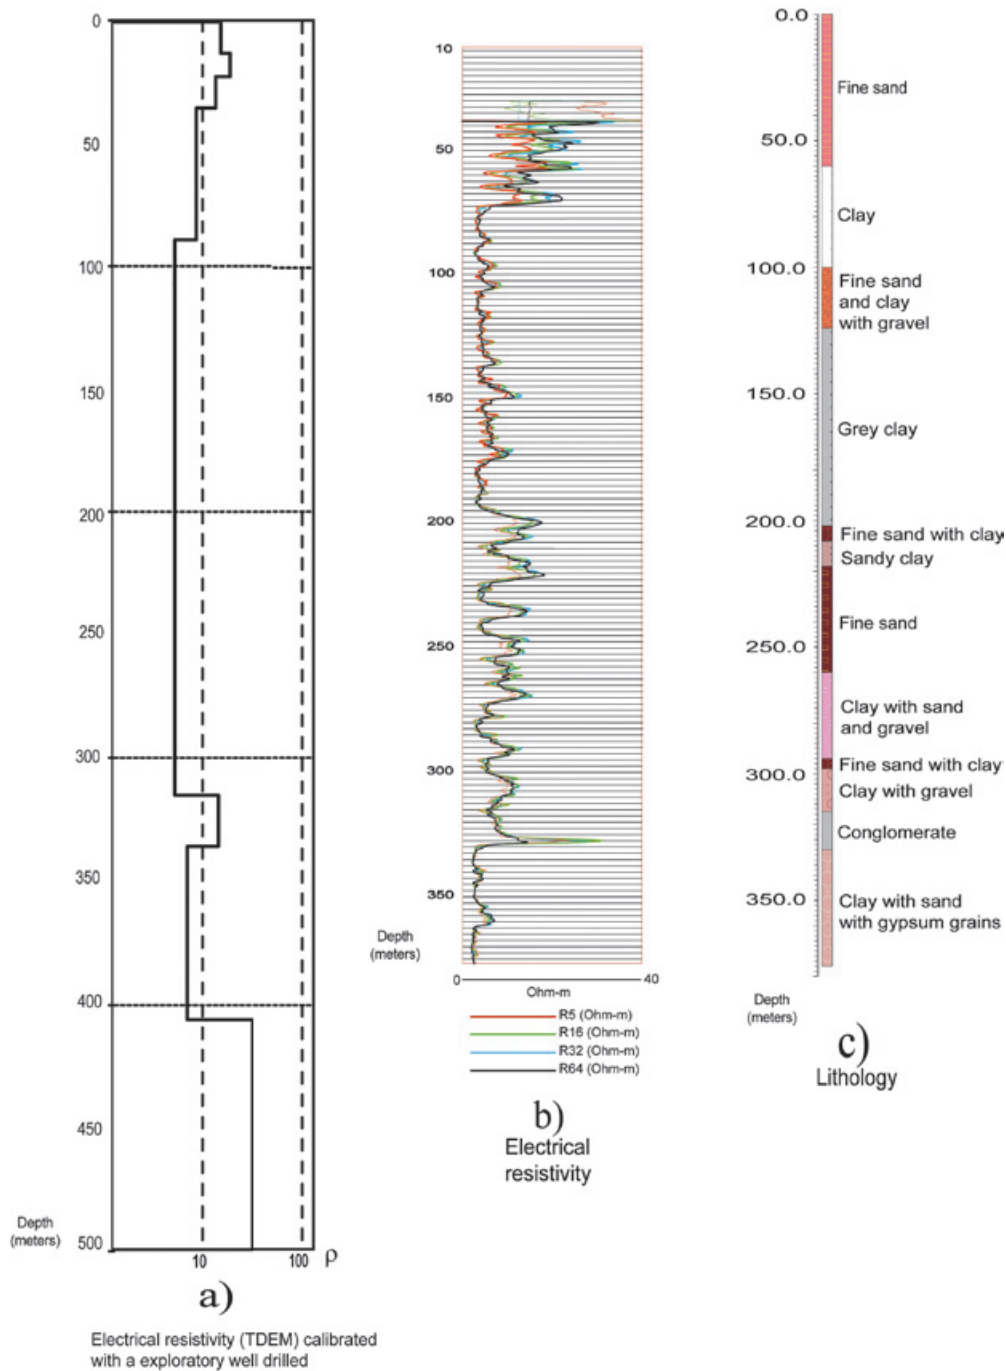 0
50
100
150
200
250
300
350
400
450
500
Depth
(meters)
10
100
ρ
a)
Electrical resistivity (TDEM) calibrated
with a exploratory well drilled
10
50
100
150
200
250
300
350
Depth
(meters)
0
40
Ohm-m
R5 (Ohm-m)
R16 (Ohm-m)
R32 (Ohm-m)
R64 (Ohm-m)
b)
Electrical
resistivity
0.0
50.0
100.0
150.0
200.0
250.0
300.0
350.0
Fine sand
Clay
Fine sand
and clay
with gravel
Grey clay
Fine sand with clay
Sandy clay
Fine sand
Clay with sand
and gravel
Fine sand with clay
Clay with gravel
Conglomerate
Clay with sand
with gypsum grains
Depth
(meters)
c)
Lithology